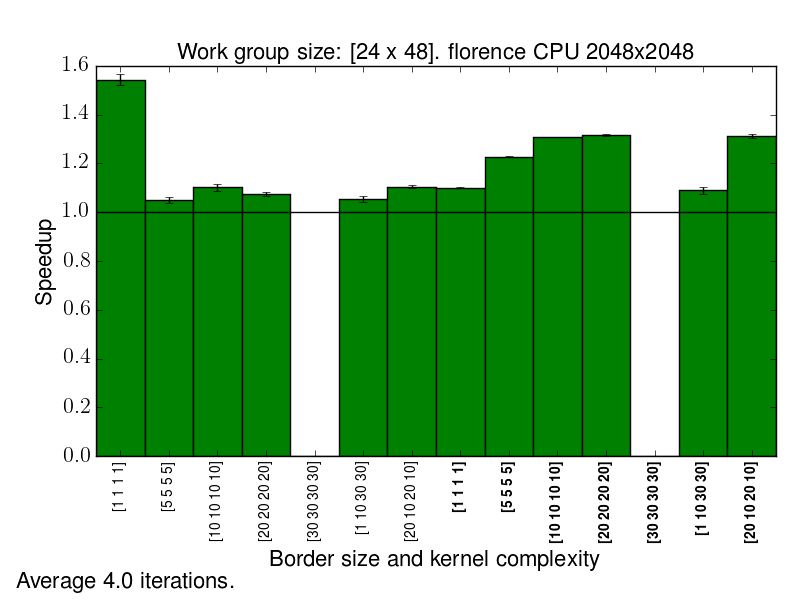 Work group size: [24 x 48]. florence CPU 2048x2048
1.6
1.4
1.2
1.0
0.8
0.6
0.4
0.2
0.0
Speedup
[1 1 1 1]
[5 5 5 5]
[10 10 10 10]
[20 20 20 20]
[30 30 30 30]
[1 10 30 30]
[20 10 20 10]
[1 1 1 1]
[5 5 5 5]
[10 10 10 10]
[20 20 20 20]
[30 30 30 30]
[1 10 30 30]
[20 10 20 10]
Border size and kernel complexity
Average 4.0 iterations.